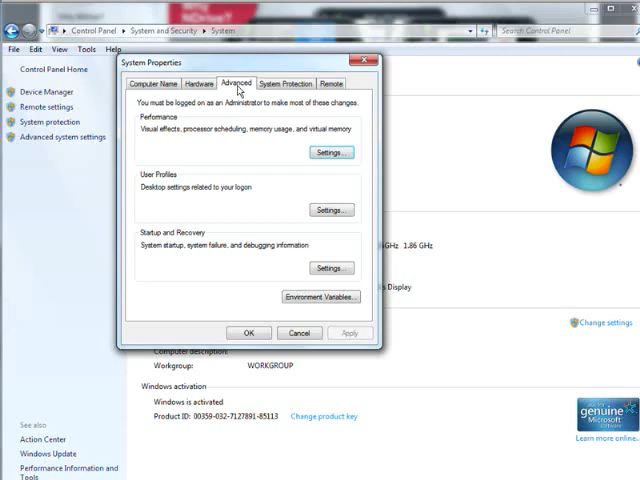 NDrive?
Control Panel ▸ System and Security ▸ System
Search Control Panel
File Edit View Tools Help
Control Panel Home
Device Manager
Remote settings
System protection
Advanced system settings
System Properties
Computer Name Hardware Advanced System Protection Remote
You must be logged on as an Administrator to make most of these changes.
Performance
Visual effects, processor scheduling, memory usage, and virtual memory
Settings...
User Profiles
Desktop settings related to your logon
Settings...
Startup and Recovery
System startup, system failure, and debugging information
Settings...
Environment Variables...
OK Cancel Apply
GHz 1.86 GHz
s Display
Change settings
Computer description:
Workgroup: WORKGROUP
Windows activation
Windows is activated
Product ID: 00359-032-7127891-85113 Change product key
genuine
Microsoft
software
Learn more online...
See also
Action Center
Windows Update
Performance Information and
Tools